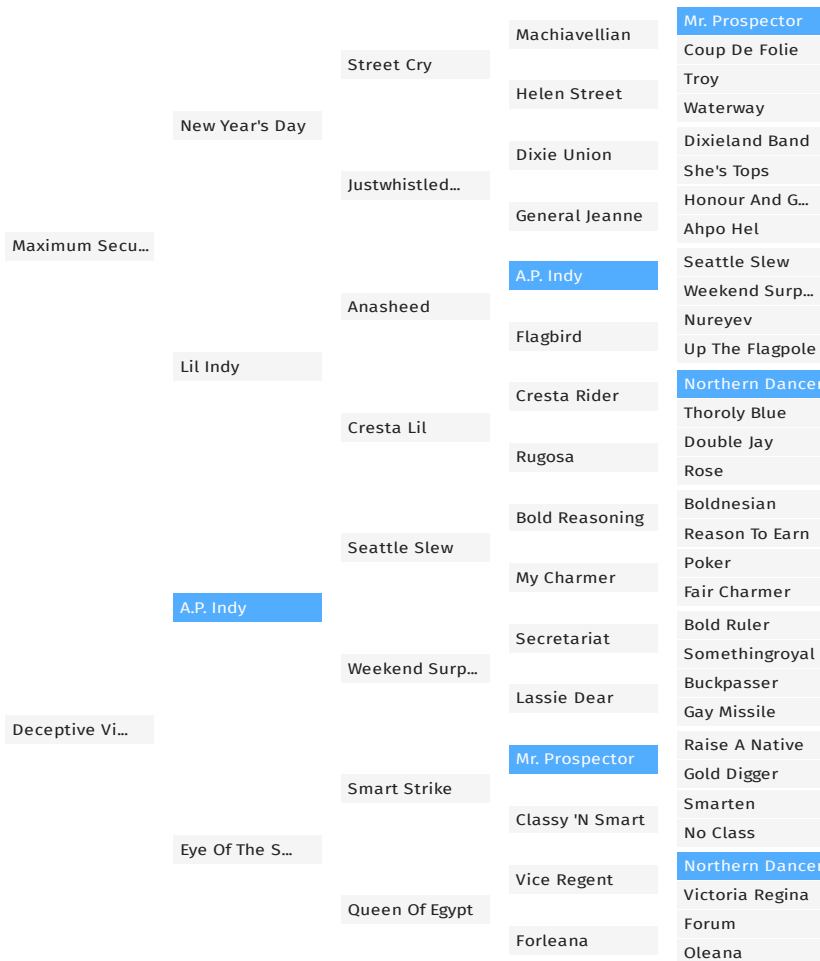 Maximum Secu...
Deceptive Vi...
New Year's Day
Lil Indy
A.P. Indy
Eye Of The S...
Street Cry
Justwhistled...
Anasheed
Cresta Lil
Seattle Slew
Weekend Surp...
Smart Strike
Queen Of Egypt
Machiavellian
Helen Street
Dixie Union
General Jeanne
A.P. Indy
Flagbird
Cresta Rider
Rugosa
Bold Reasoning
My Charmer
Secretariat
Lassie Dear
Mr. Prospector
Classy 'N Smart
Vice Regent
Forleana
Mr. Prospector
Coup De Folie
Troy
Waterway
Dixieland Band
She's Tops
Honour And G...
Ahpo Hel
Seattle Slew
Weekend Surp...
Nureyev
Up The Flagpole
Northern Dancer
Thoroly Blue
Double Jay
Rose
Boldnesian
Reason To Earn
Poker
Fair Charmer
Bold Ruler
Somethingroyal
Buckpasser
Gay Missile
Raise A Native
Gold Digger
Smarten
No Class
Northern Dancer
Victoria Regina
Forum
Oleana